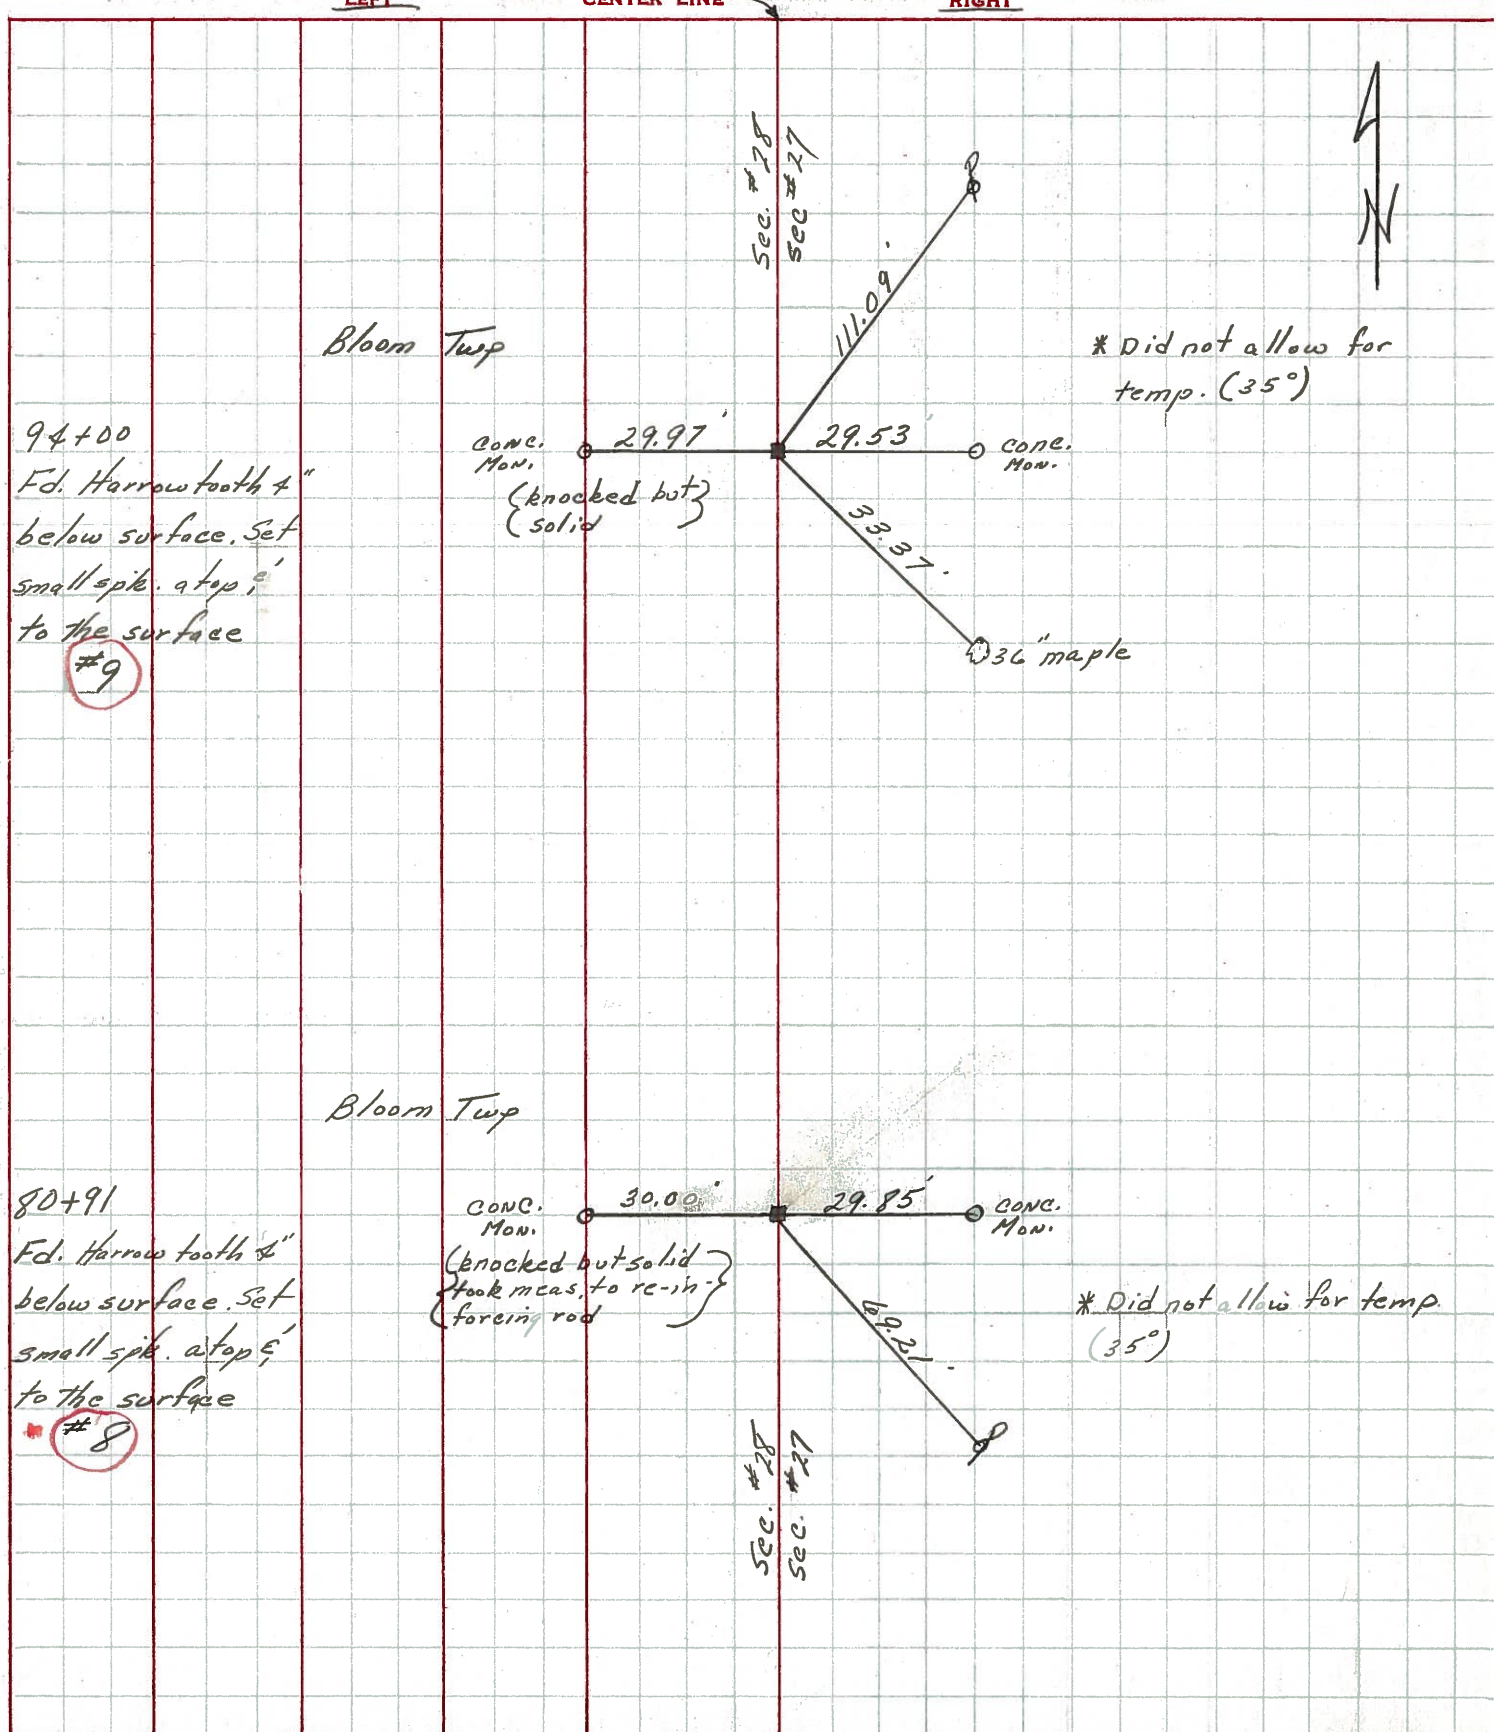 LEFT
CENTER LINE
RIGHT
Sec. #28
Sec #27
N
111.09'
Bloom Twp
* Did not allow for
temp. (35°)
94+00
Fd. Harrow tooth 4"
below surface. Set
small spk. atop &
to the surface
#9
CONC.
MON.
29.97'
29.53'
CONC.
MON.
(knocked but
solid)
33.37'
36" maple
Bloom Twp
80+91
Fd. Harrow tooth 4"
below surface. Set
small spk. atop &
to the surface
#8
CONC.
MON.
30.00'
29.85'
CONC.
MON.
(knocked but solid
took meas. to re-in-
forcing rod)
69.21'
* Did not allow for temp.
(35°)
Sec. #28
Sec. #27